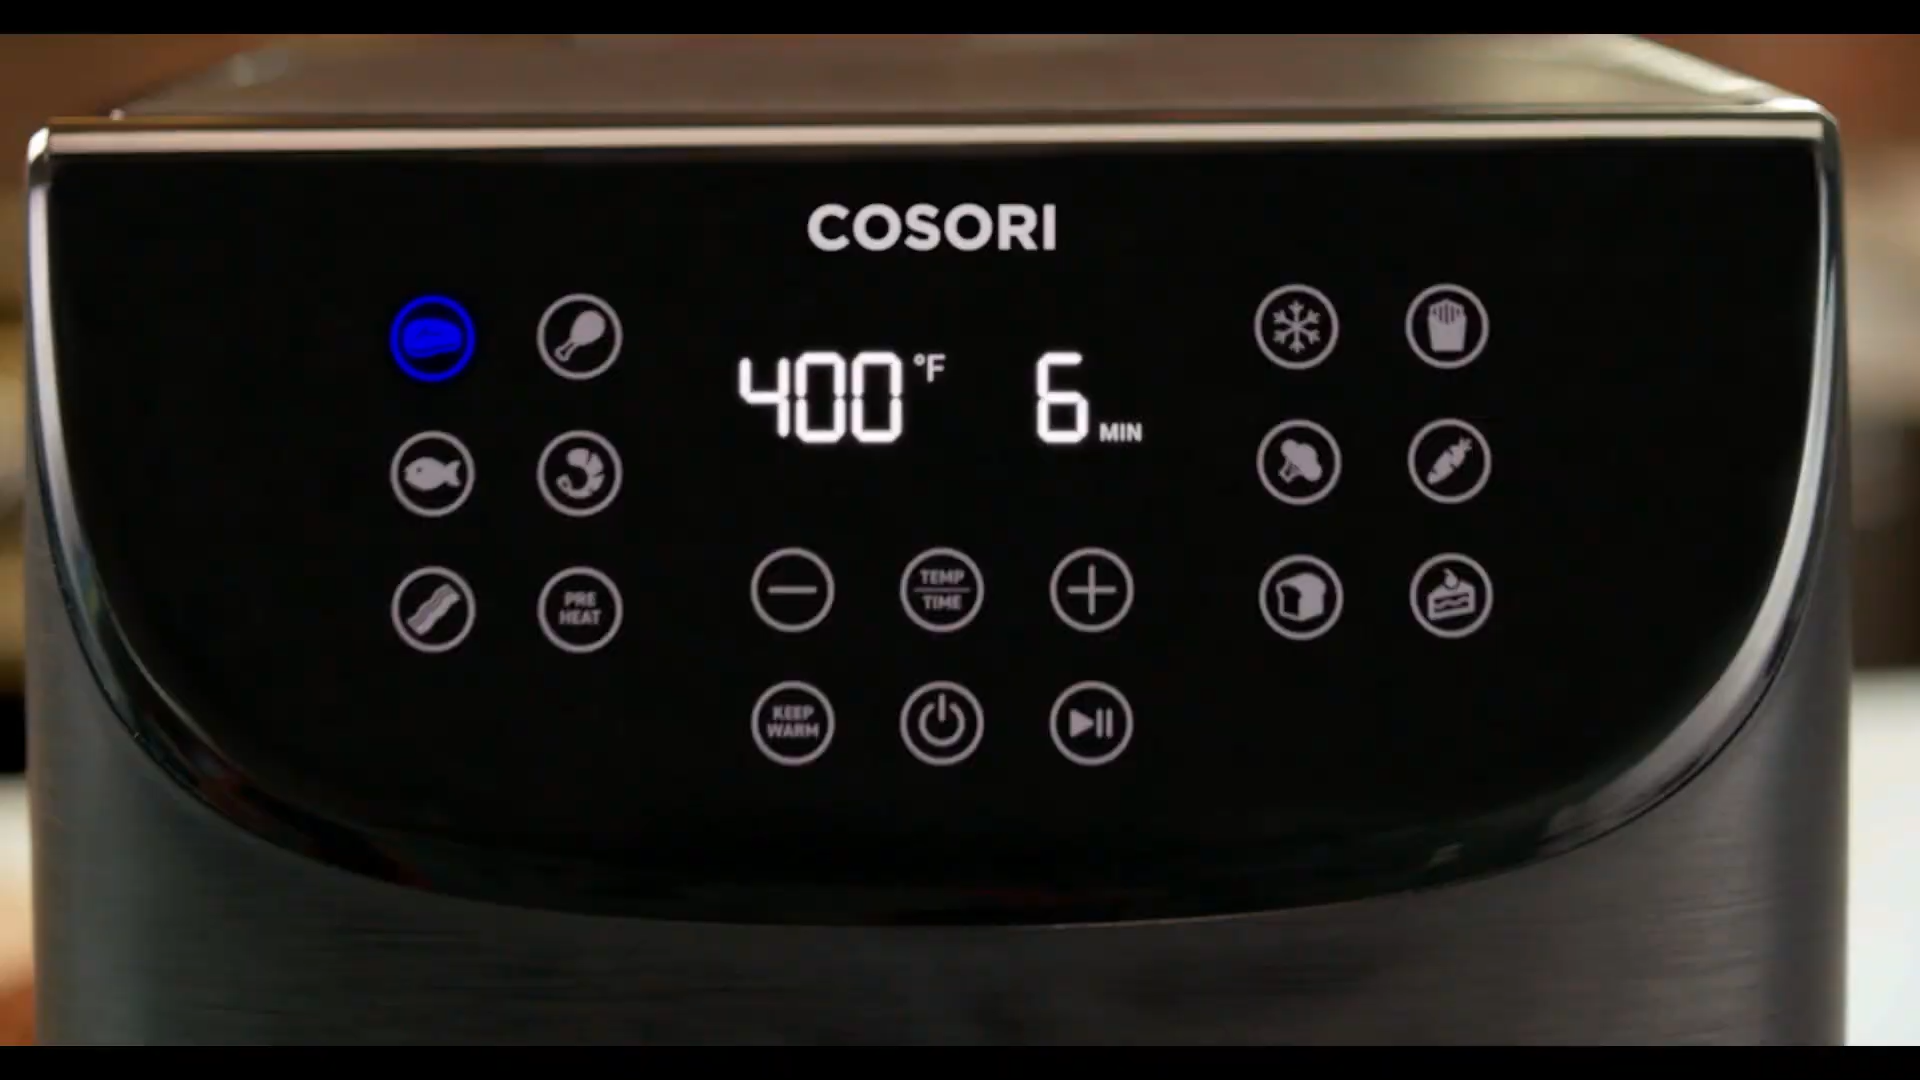 COSORI
400 °F 6 MIN
TEMP
TIME
PRE
HEAT
KEEP
WARM